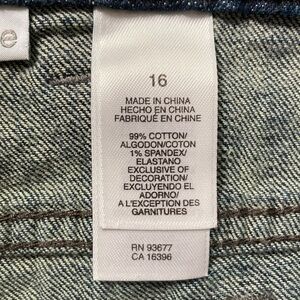 e
16
MADE IN CHINA
HECHO EN CHINA
FABRIQUÉ EN CHINE
99% COTTON/
ALGODON/COTON
1% SPANDEX/
ELASTANO
EXCLUSIVE OF
DECORATION/
EXCLUYENDO EL
ADORNO/
A L'EXCEPTION DES
GARNITURES
RN 93677
CA 16396